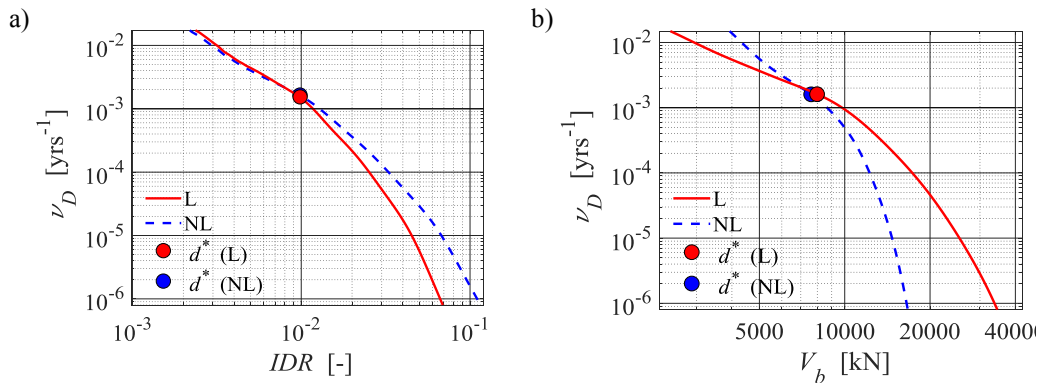 a)
10^-2
10^-3
10^-4
10^-5
10^-6
ν_D [yrs^-1]
L
NL
d^* (L)
d^* (NL)
10^-3
10^-2
10^-1
IDR [-]
b)
10^-2
10^-3
10^-4
10^-5
10^-6
ν_D [yrs^-1]
L
NL
d^* (L)
d^* (NL)
5000
10000
20000
40000
V_b [kN]